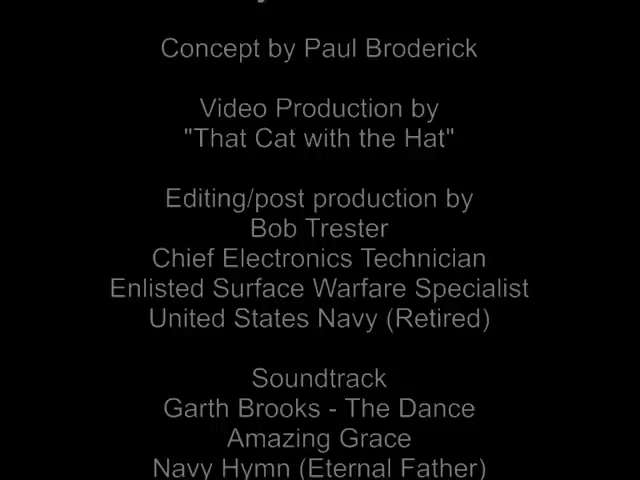 Concept by Paul Broderick
Video Production by
"That Cat with the Hat"
Editing/post production by
Bob Trester
Chief Electronics Technician
Enlisted Surface Warfare Specialist
United States Navy (Retired)
Soundtrack
Garth Brooks - The Dance
Amazing Grace
Navy Hymn (Eternal Father)